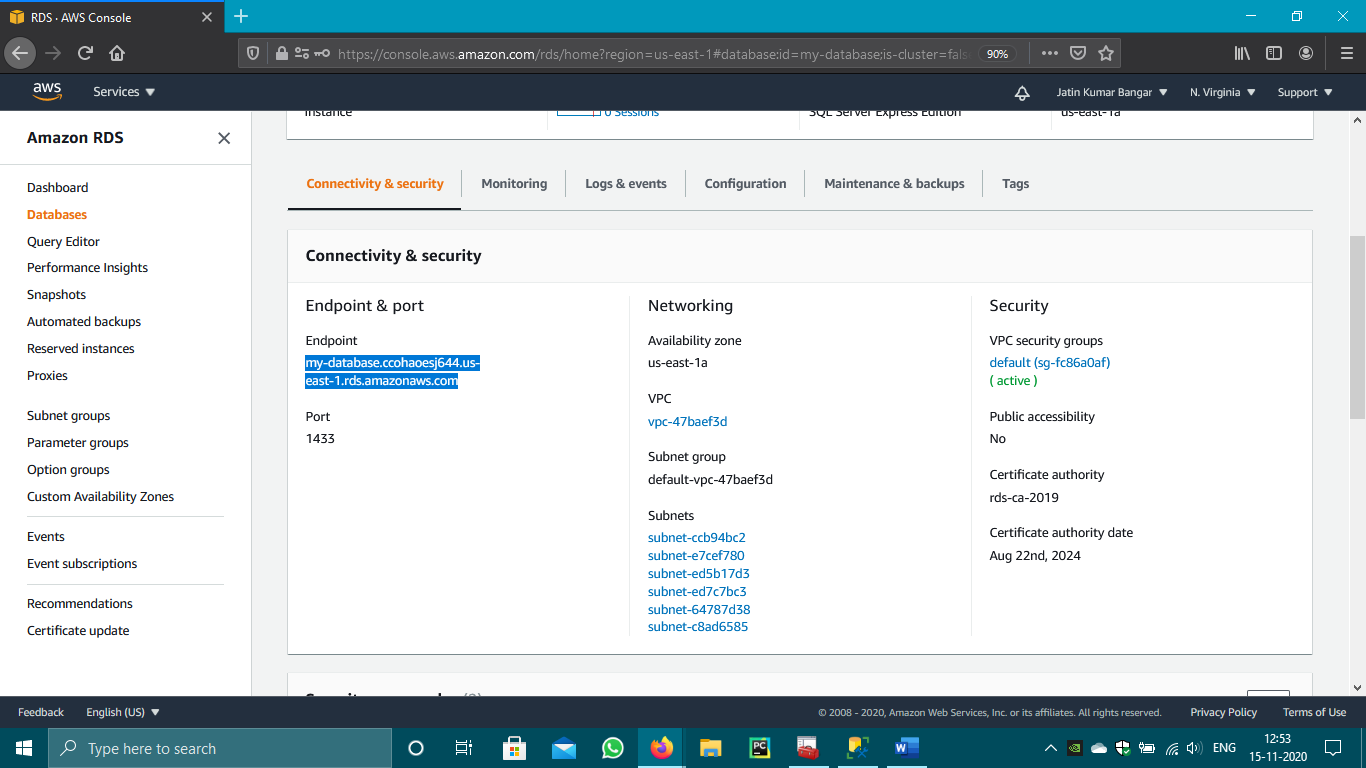 RDS · AWS Console
https://console.aws.amazon.com/rds/home?region=us-east-1#database:id=my-database;is-cluster=fals
90%
aws
Services
Jatin Kumar Bangar
N. Virginia
Support
Amazon RDS
Dashboard
Databases
Query Editor
Performance Insights
Snapshots
Automated backups
Reserved instances
Proxies
Subnet groups
Parameter groups
Option groups
Custom Availability Zones
Events
Event subscriptions
Recommendations
Certificate update
Instance
0 Sessions
SQL Server Express Edition
us-east-1a
Connectivity & security
Monitoring
Logs & events
Configuration
Maintenance & backups
Tags
Connectivity & security
Endpoint & port
Endpoint
my-database.ccohaoesj644.us-
east-1.rds.amazonaws.com
Port
1433
Networking
Availability zone
us-east-1a
VPC
vpc-47baef3d
Subnet group
default-vpc-47baef3d
Subnets
subnet-ccb94bc2
subnet-e7cef780
subnet-ed5b17d3
subnet-ed7c7bc3
subnet-64787d38
subnet-c8ad6585
Security
VPC security groups
default (sg-fc86a0af)
( active )
Public accessibility
No
Certificate authority
rds-ca-2019
Certificate authority date
Aug 22nd, 2024
Feedback
English (US)
© 2008 - 2020, Amazon Web Services, Inc. or its affiliates. All rights reserved.
Privacy Policy
Terms of Use
Type here to search
PC
W
ENG
12:53
15-11-2020